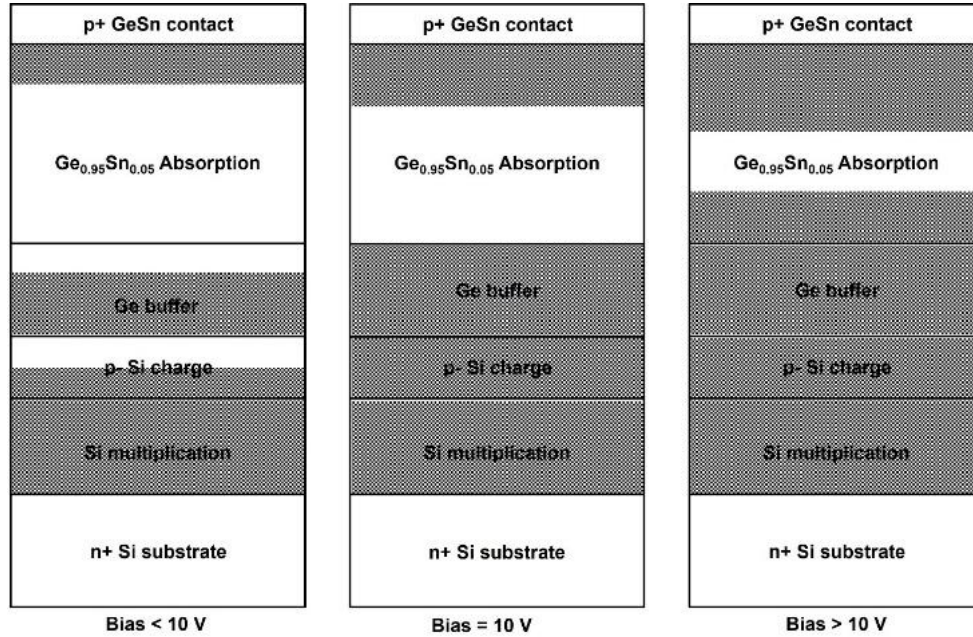 p+ GeSn contact
Ge0.95Sn0.05 Absorption
Ge buffer
p- Si charge
Si multiplication
n+ Si substrate
Bias < 10 V
p+ GeSn contact
Ge0.95Sn0.05 Absorption
Ge buffer
p- Si charge
Si multiplication
n+ Si substrate
Bias = 10 V
p+ GeSn contact
Ge0.95Sn0.05 Absorption
Ge buffer
p- Si charge
Si multiplication
n+ Si substrate
Bias > 10 V